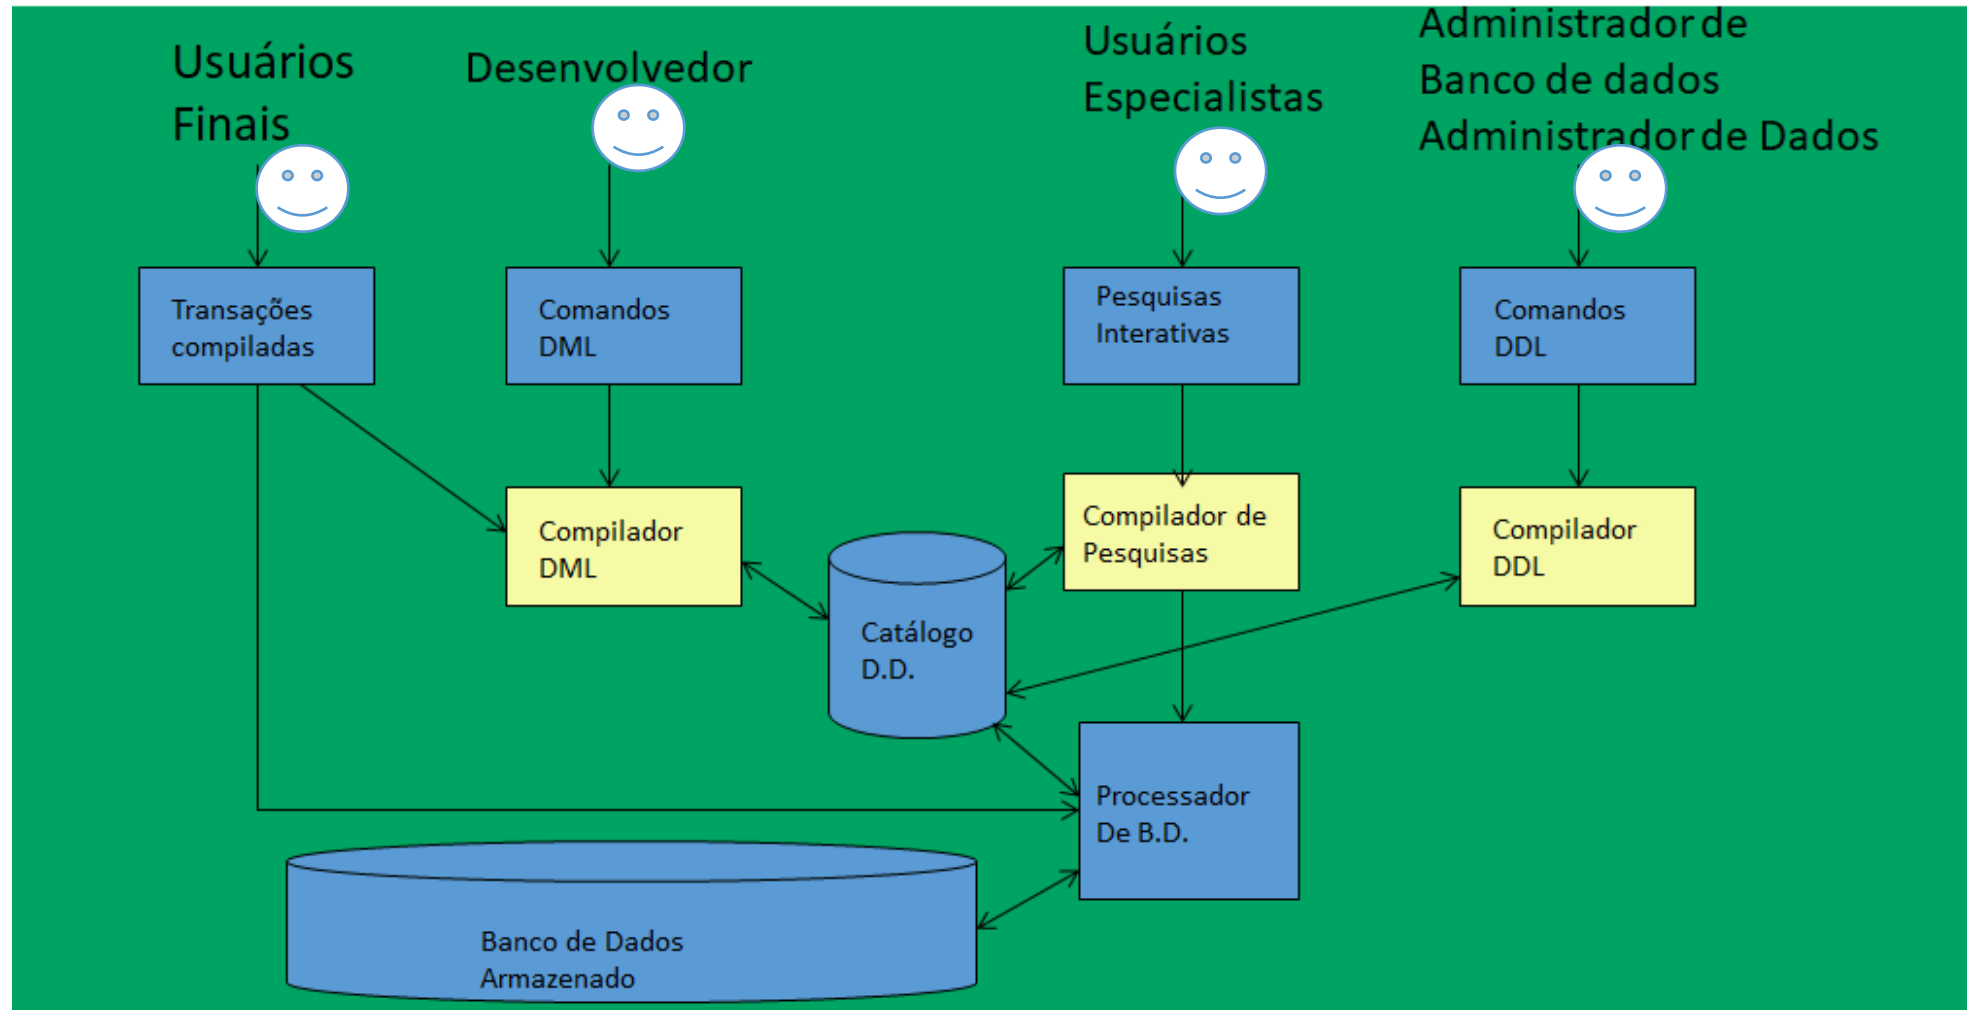 Usuários
Finais
Desenvolvedor
Usuários
Especialistas
Administrador de
Banco de dados
Administrador de Dados
Transações
compiladas
Comandos
DML
Pesquisas
Interativas
Comandos
DDL
Compilador
DML
Compilador de
Pesquisas
Compilador
DDL
Catálogo
D.D.
Processador
De B.D.
Banco de Dados
Armazenado